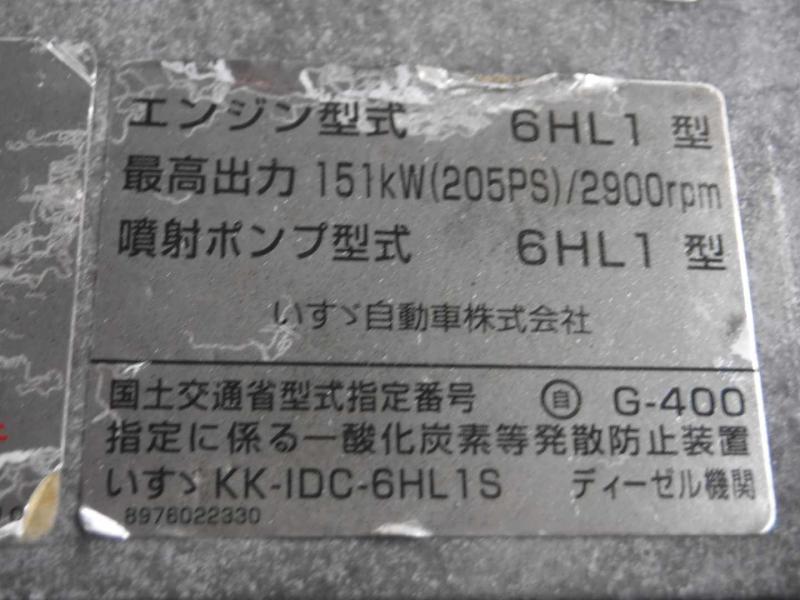 エンジン型式 6HL1 型
最高出力 151kW(205PS)/2900rpm
噴射ポンプ型式 6HL1 型
いすゞ自動車株式会社
国土交通省型式指定番号 ㊂自 G-400
指定に係る一酸化炭素等発散防止装置
いすゞ KK-IDC-6HL1S ディーゼル機関
8976022330